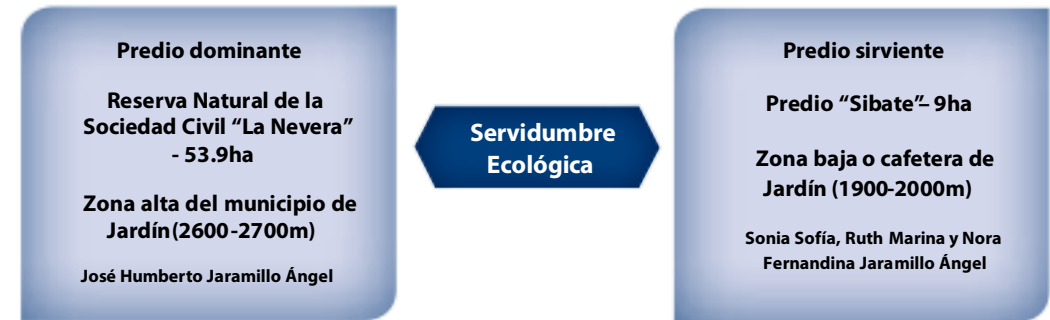 Predio dominante
Reserva Natural de la
Sociedad Civil “La Nevera”
- 53.9ha
Zona alta del municipio de
Jardín(2600-2700m)
José Humberto Jaramillo Ángel
Servidumbre
Ecológica
Predio sirviente
Predio “Sibate”– 9ha
Zona baja o cafetera de
Jardín (1900-2000m)
Sonia Sofía, Ruth Marina y Nora
Fernandina Jaramillo Ángel